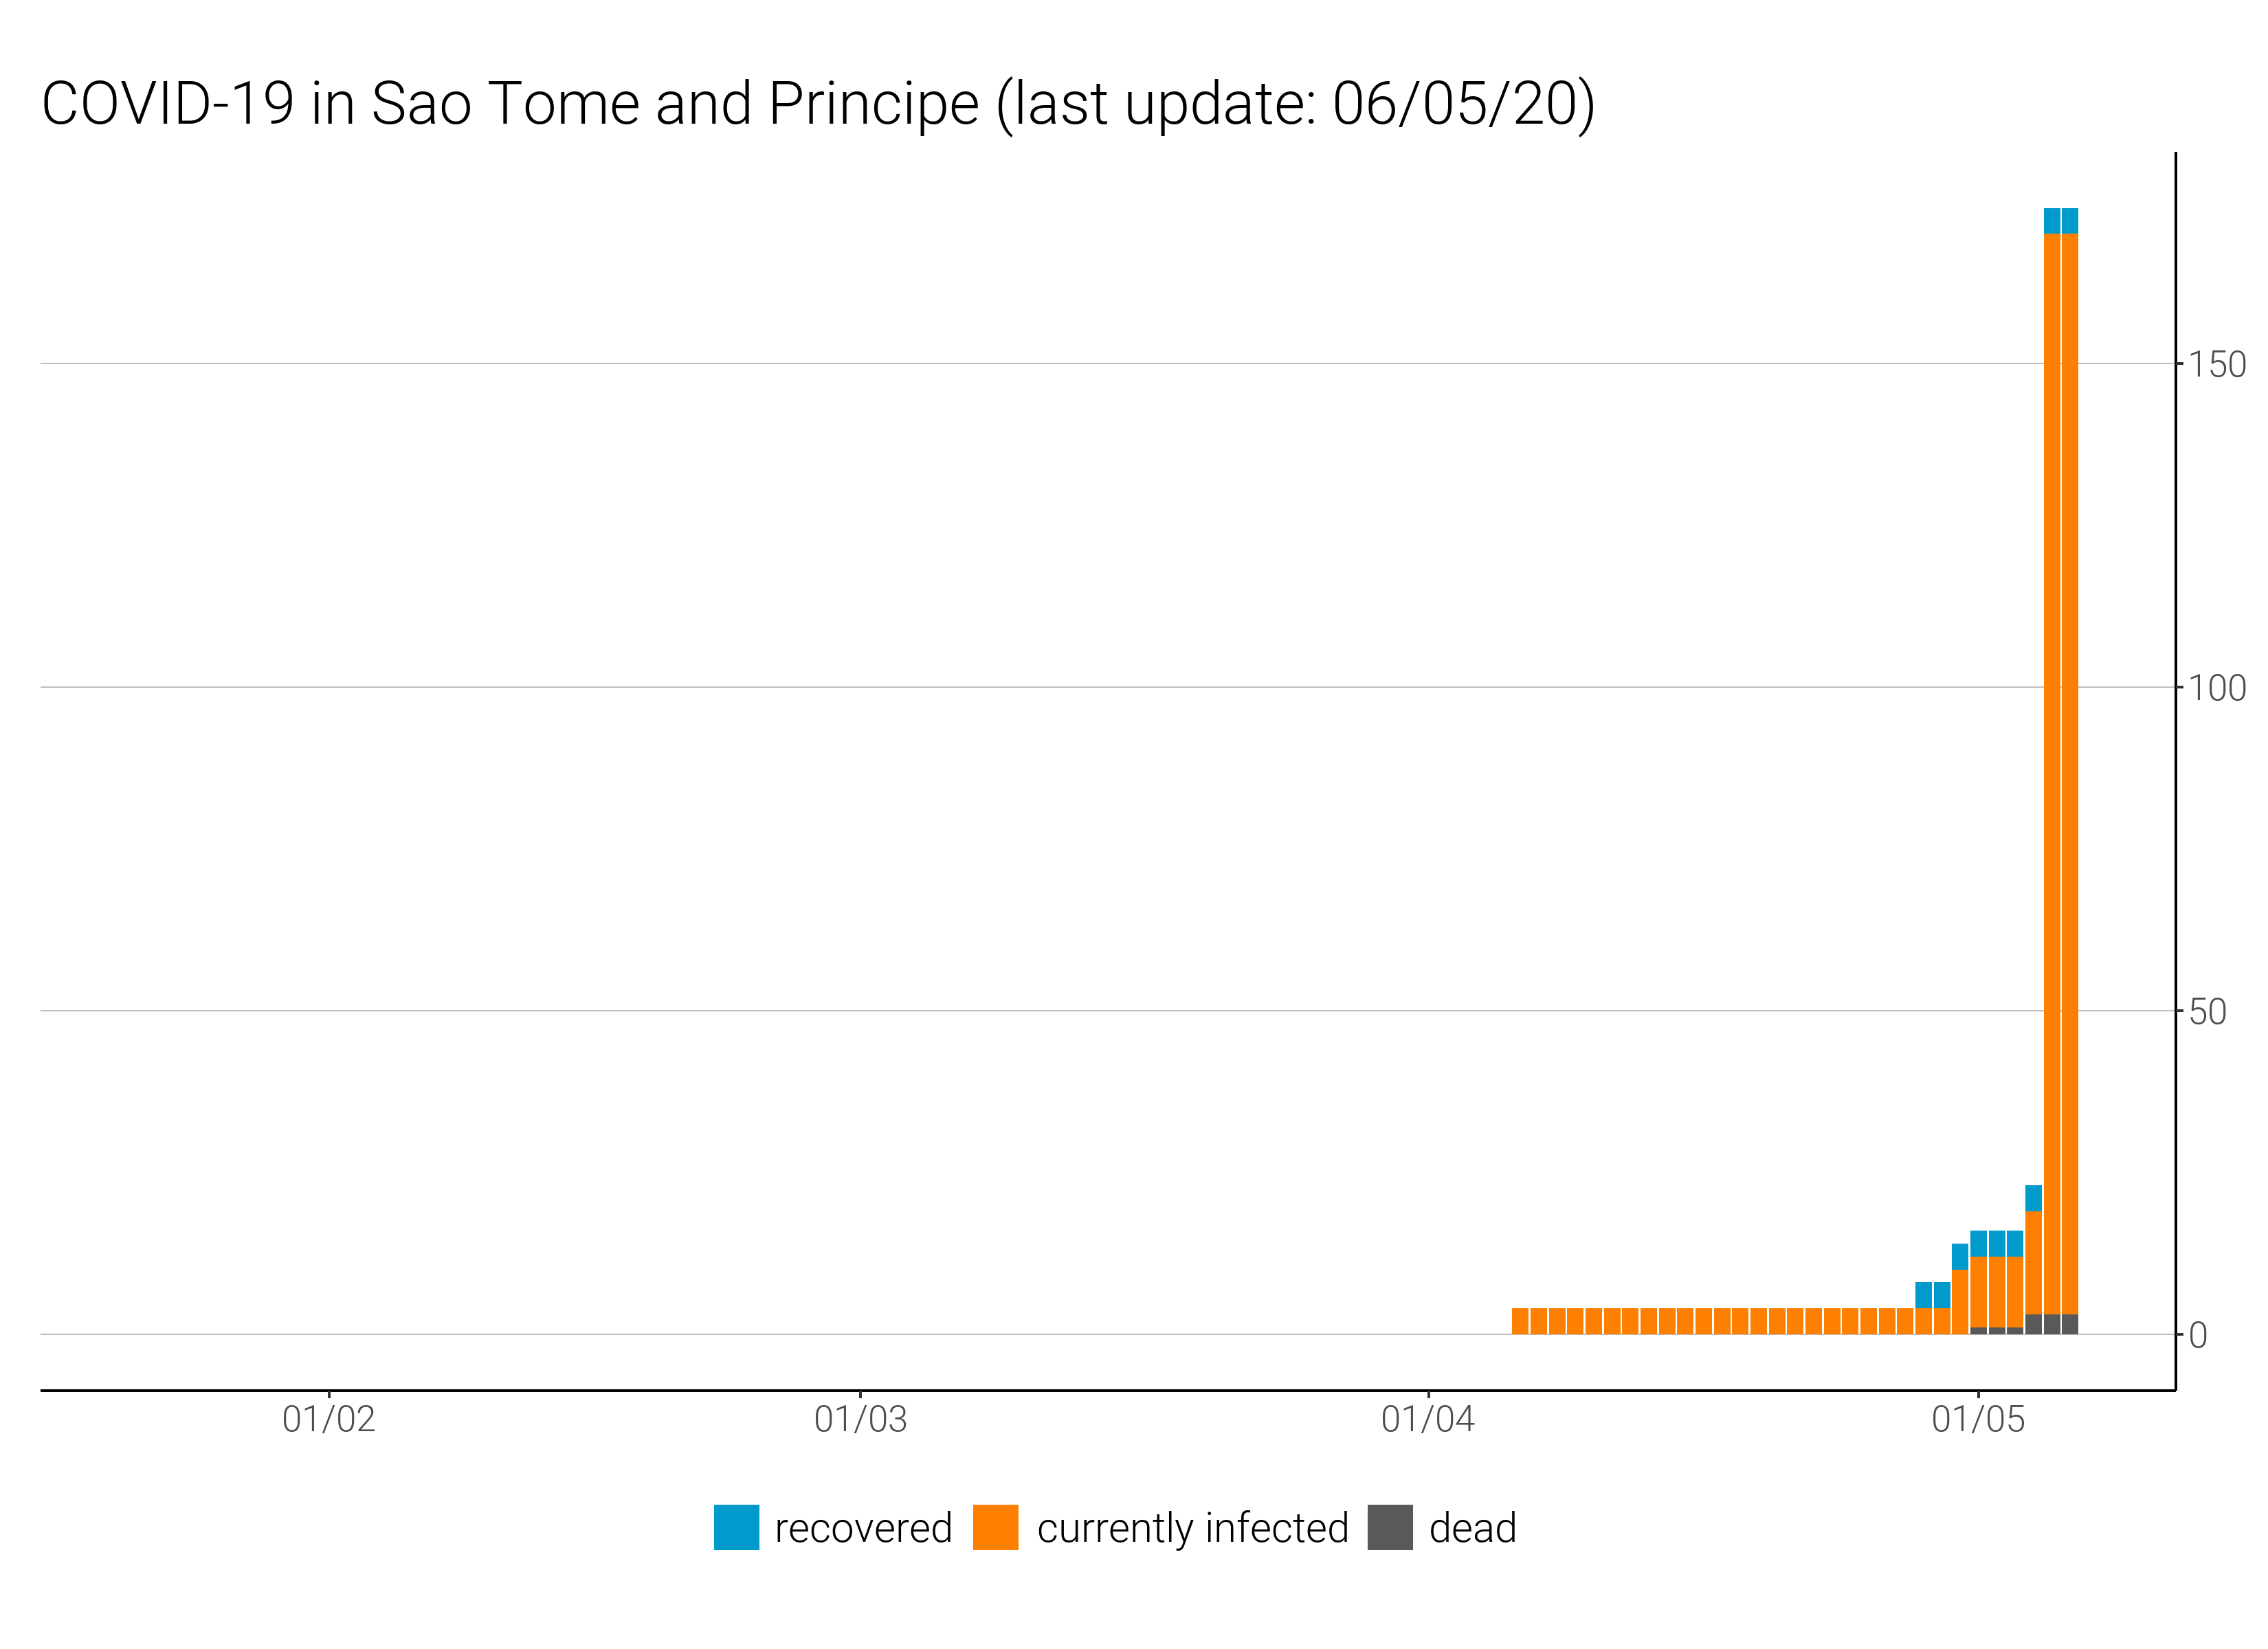 COVID-19 in Sao Tome and Principe (last update: 06/05/20)
150
100
50
0
01/02 01/03 01/04 01/05
recovered currently infected dead